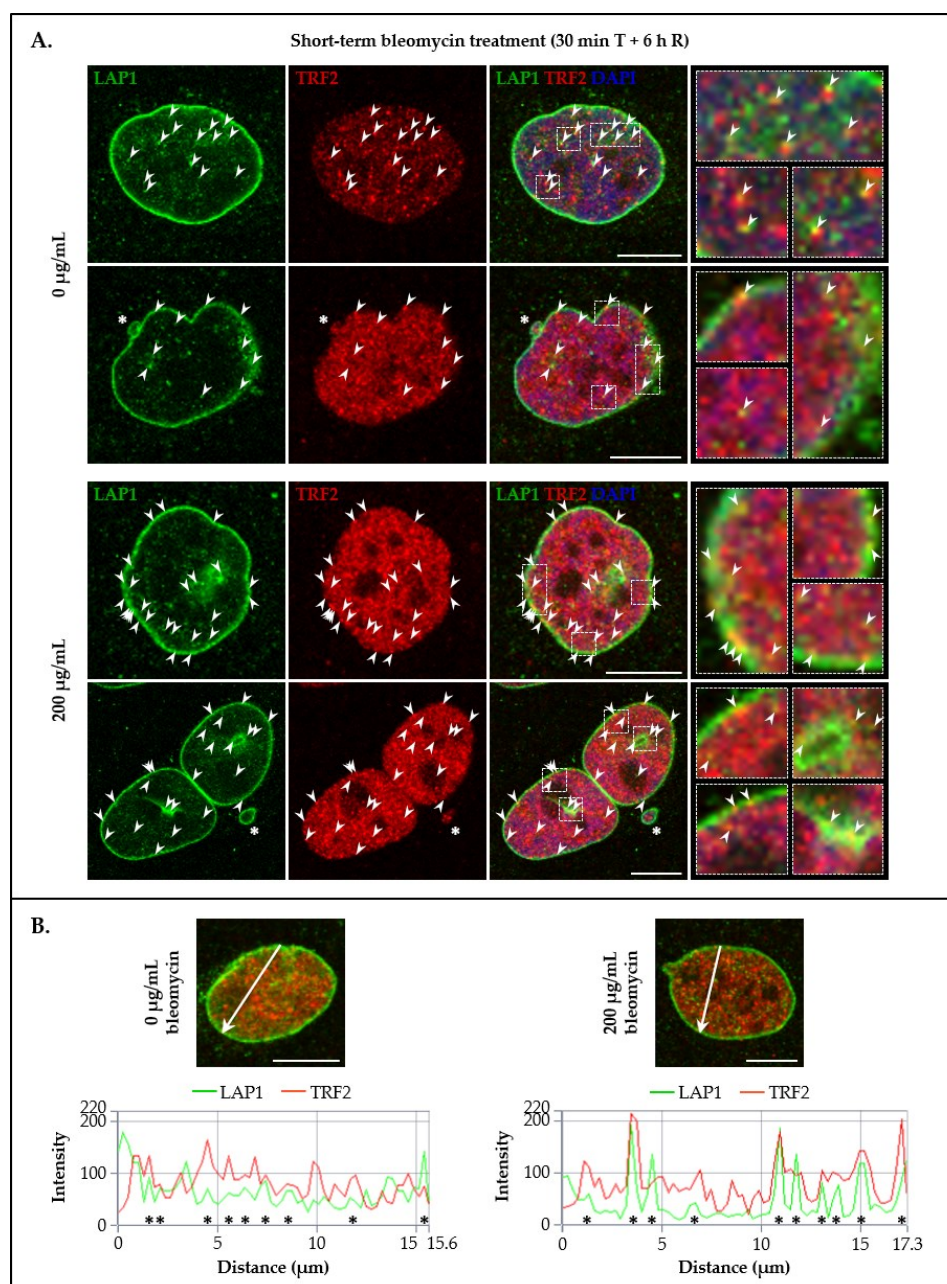 A.
Short-term bleomycin treatment (30 min T + 6 h R)
LAP1 TRF2 LAP1 TRF2 DAPI
0 µg/mL
*
*
*
LAP1 TRF2 LAP1 TRF2 DAPI
200 µg/mL
*
*
*
B.
0 µg/mL
bleomycin
200 µg/mL
bleomycin
LAP1 TRF2
220
200
100
0
Intensity
* * * * * * * * *
0 5 10 15 15.6
Distance (µm)
LAP1 TRF2
220
200
100
0
Intensity
* * * * * * * * * *
0 5 10 15 17.3
Distance (µm)